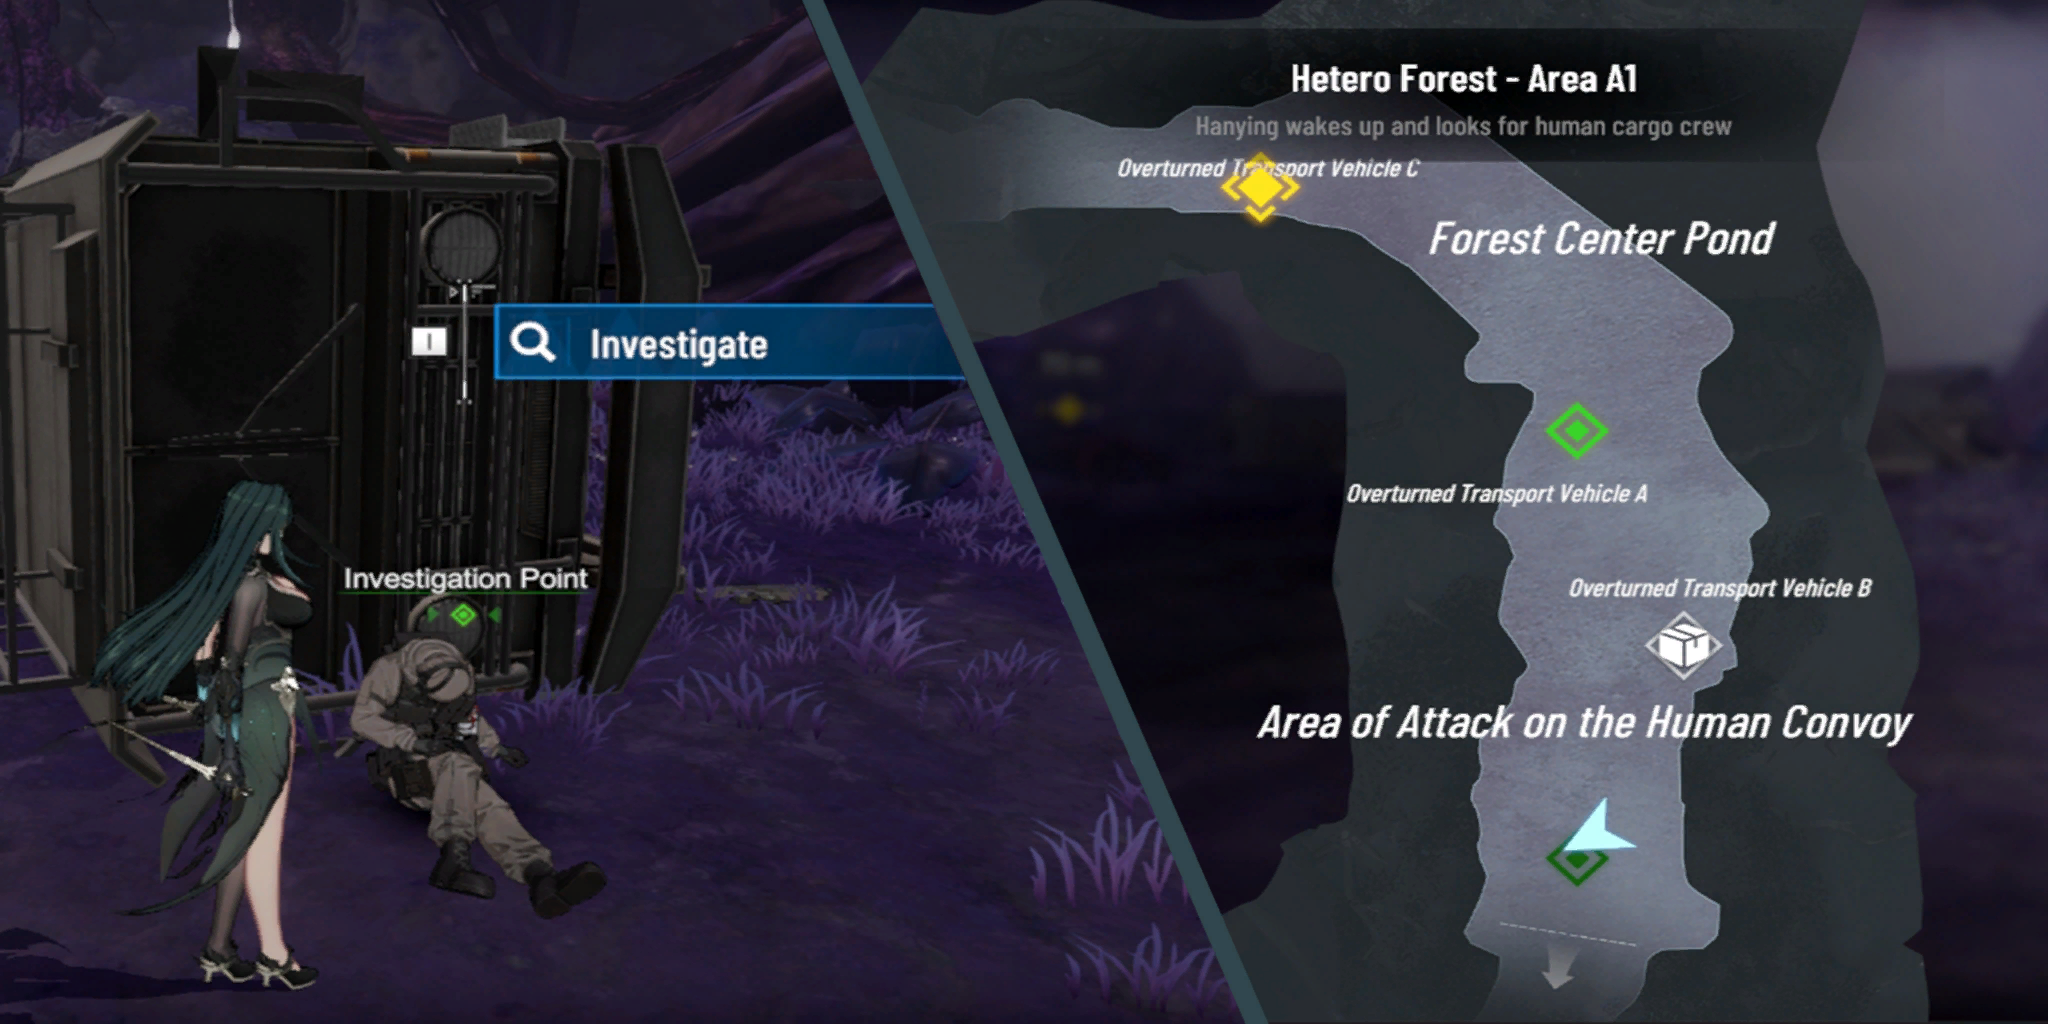 Investigate
Investigation Point
Hetero Forest - Area A1
Hanying wakes up and looks for human cargo crew
Overturned Transport Vehicle C
Forest Center Pond
Overturned Transport Vehicle A
Overturned Transport Vehicle B
Area of Attack on the Human Convoy